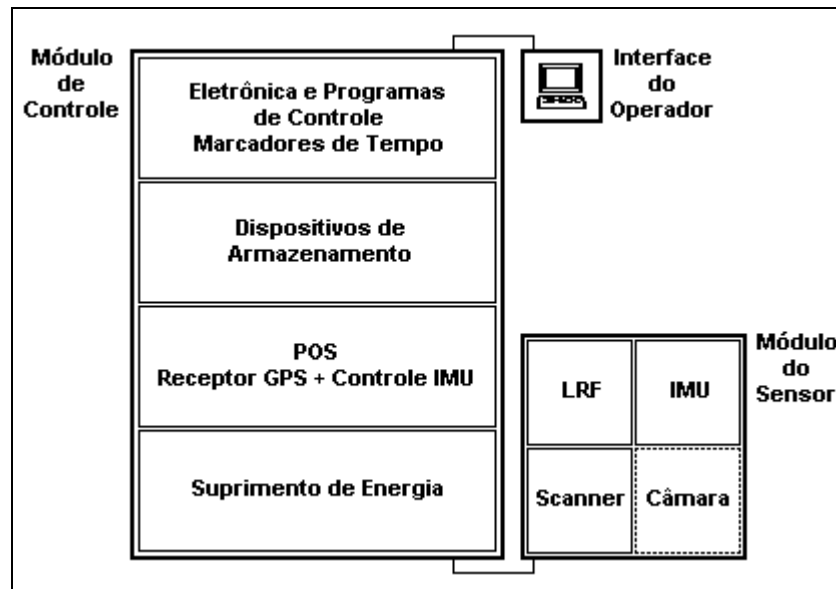 Módulo
de
Controle
Eletrônica e Programas
de Controle
Marcadores de Tempo
Dispositivos de
Armazenamento
POS
Receptor GPS + Controle IMU
Suprimento de Energia
Interface
do
Operador
Módulo
do
Sensor
LRF
IMU
Scanner
Câmara